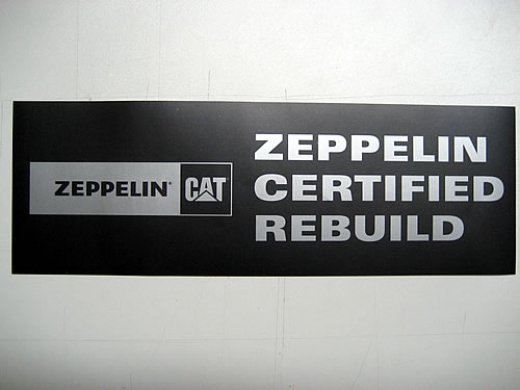 ZEPPELIN CAT
ZEPPELIN
CERTIFIED
REBUILD